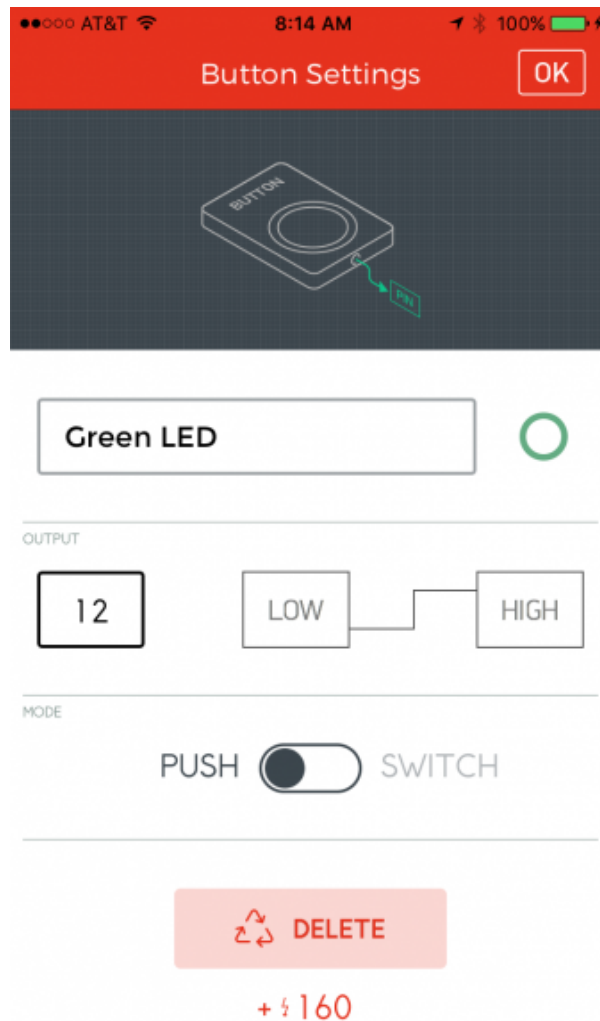 AT&T 8:14 AM 100%
Button Settings OK
BUTTON
PIN
Green LED
OUTPUT
12 LOW HIGH
MODE
PUSH SWITCH
DELETE
+ 160